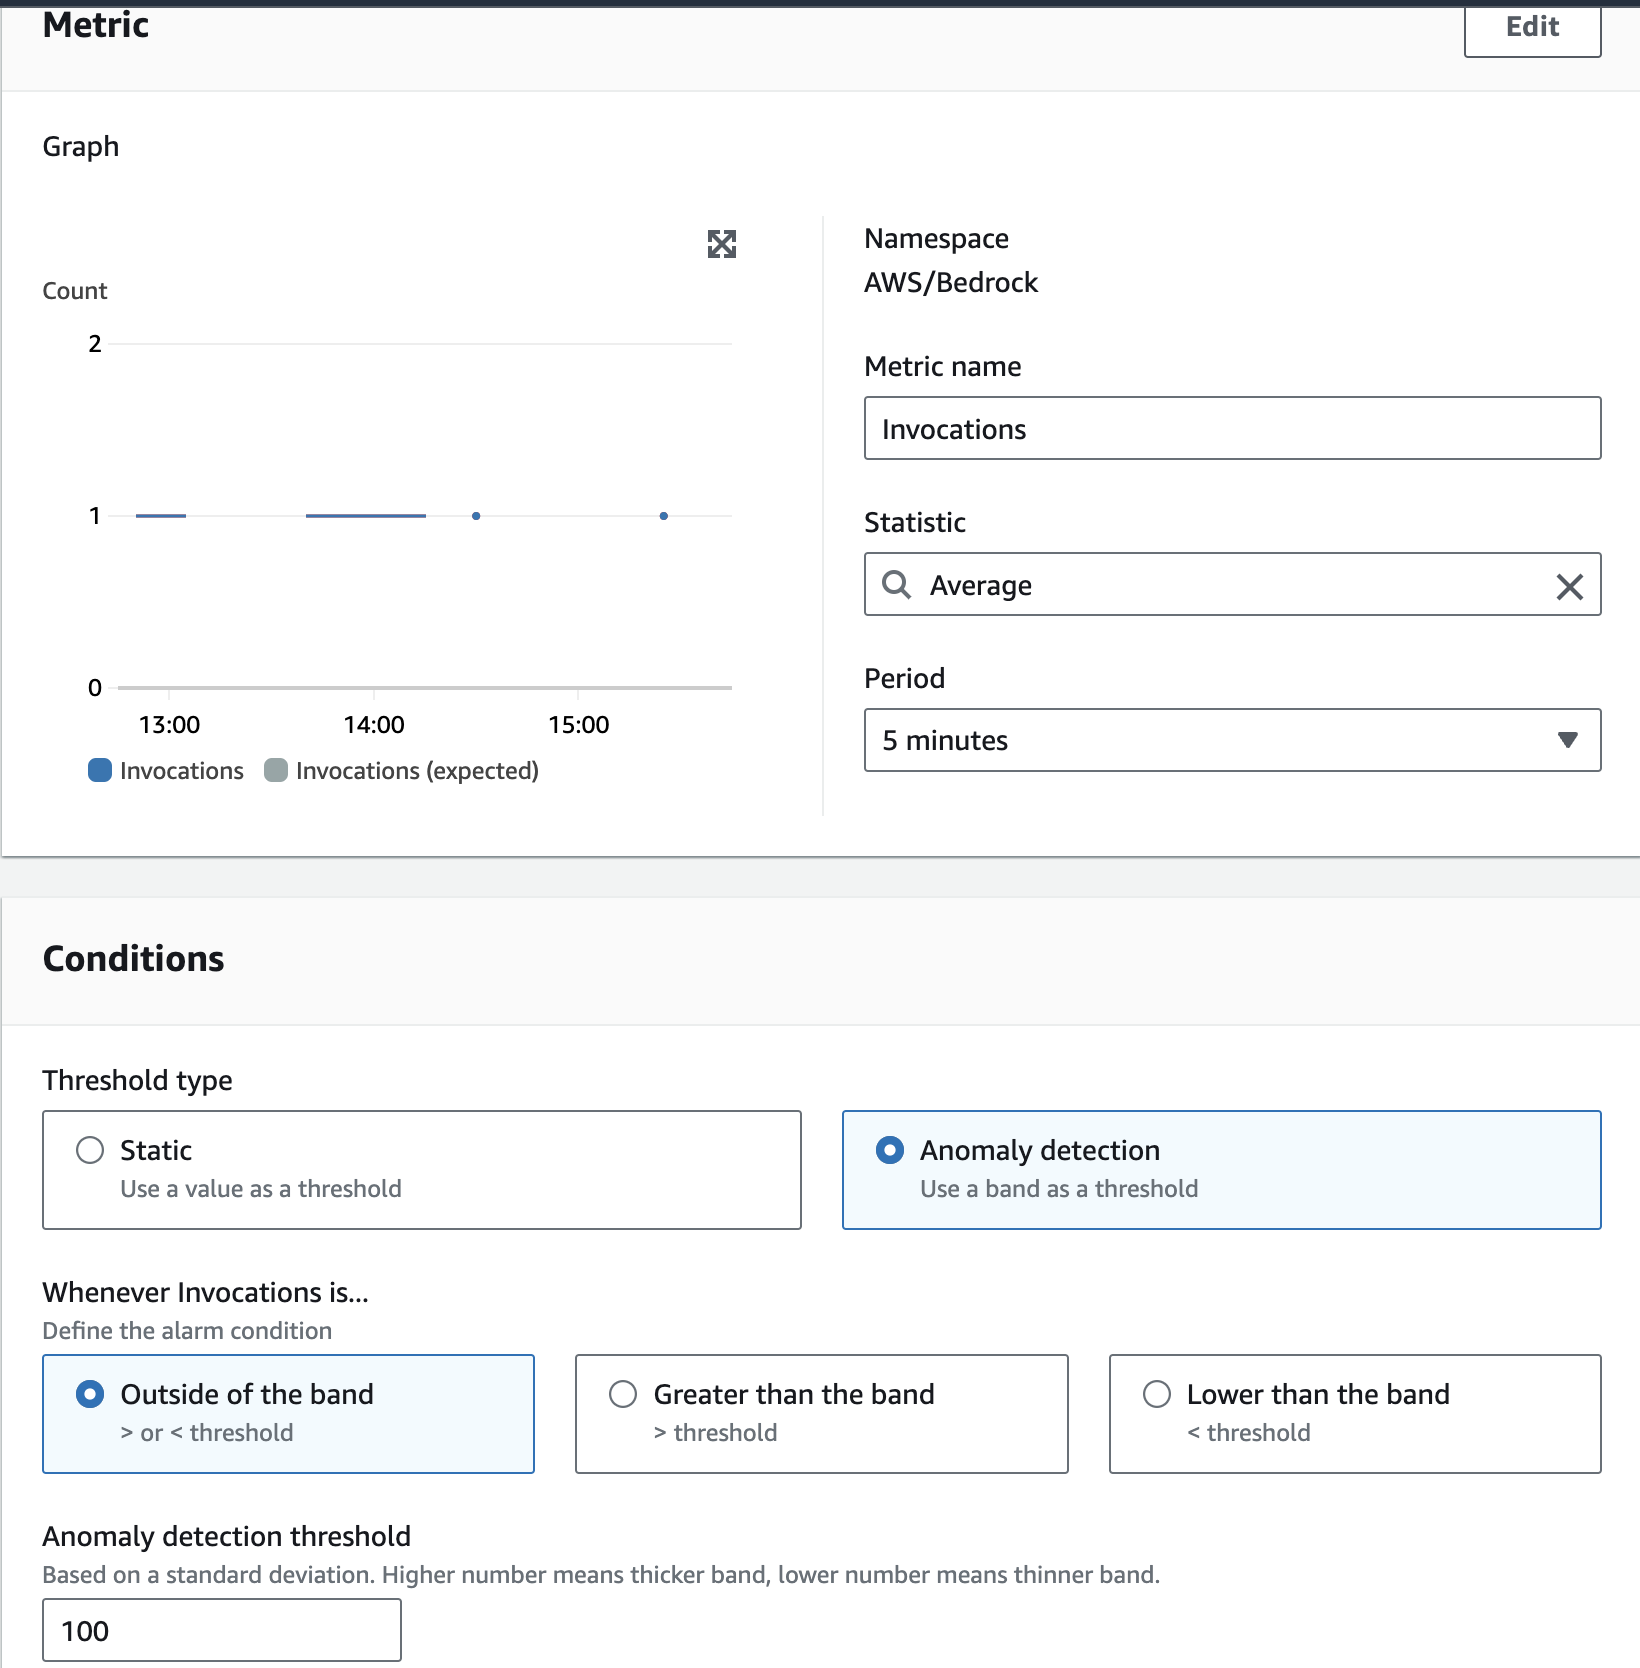 Metric
Edit
Graph
Count
2
1
0
13:00 14:00 15:00
Invocations Invocations (expected)
Namespace
AWS/Bedrock
Metric name
Invocations
Statistic
Average
Period
5 minutes
Conditions
Threshold type
Static
Use a value as a threshold
Anomaly detection
Use a band as a threshold
Whenever Invocations is...
Define the alarm condition
Outside of the band
> or < threshold
Greater than the band
> threshold
Lower than the band
< threshold
Anomaly detection threshold
Based on a standard deviation. Higher number means thicker band, lower number means thinner band.
100